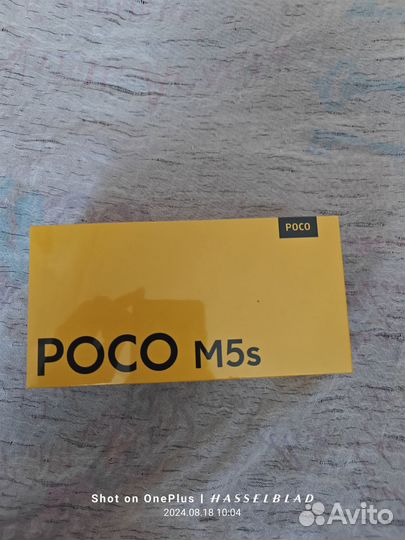 POCO
POCO M5s
Shot on OnePlus | HASSELBLAD
2024.08.18 10:04
Avito